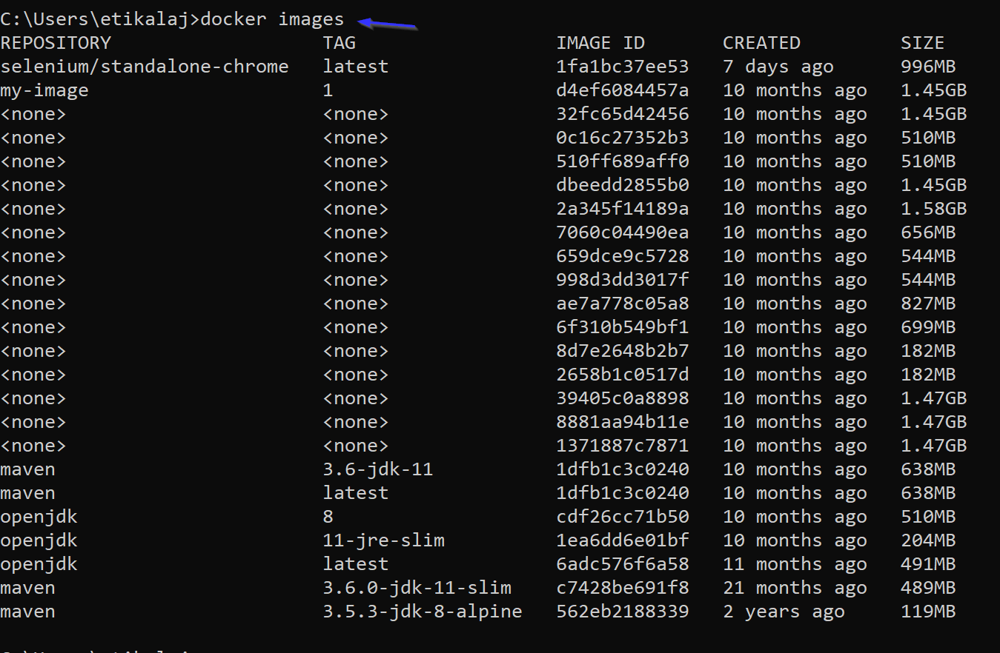 C:\Users\etikalaj>docker images
REPOSITORY TAG IMAGE ID CREATED SIZE
selenium/standalone-chrome latest 1fa1bc37ee53 7 days ago 996MB
my-image 1 d4ef6084457a 10 months ago 1.45GB
<none> <none> 32fc65d42456 10 months ago 1.45GB
<none> <none> 0c16c27352b3 10 months ago 510MB
<none> <none> 510ff689aff0 10 months ago 510MB
<none> <none> dbeedd2855b0 10 months ago 1.45GB
<none> <none> 2a345f14189a 10 months ago 1.58GB
<none> <none> 7060c04490ea 10 months ago 656MB
<none> <none> 659dce9c5728 10 months ago 544MB
<none> <none> 998d3dd3017f 10 months ago 544MB
<none> <none> ae7a778c05a8 10 months ago 827MB
<none> <none> 6f310b549bf1 10 months ago 699MB
<none> <none> 8d7e2648b2b7 10 months ago 182MB
<none> <none> 2658b1c0517d 10 months ago 182MB
<none> <none> 39405c0a8898 10 months ago 1.47GB
<none> <none> 8881aa94b11e 10 months ago 1.47GB
<none> <none> 1371887c7871 10 months ago 1.47GB
maven 3.6-jdk-11 1dfb1c3c0240 10 months ago 638MB
maven latest 1dfb1c3c0240 10 months ago 638MB
openjdk 8 cdf26cc71b50 10 months ago 510MB
openjdk 11-jre-slim 1ea6dd6e01bf 10 months ago 204MB
openjdk latest 6adc576f6a58 11 months ago 491MB
maven 3.6.0-jdk-11-slim c7428be691f8 21 months ago 489MB
maven 3.5.3-jdk-8-alpine 562eb2188339 2 years ago 119MB